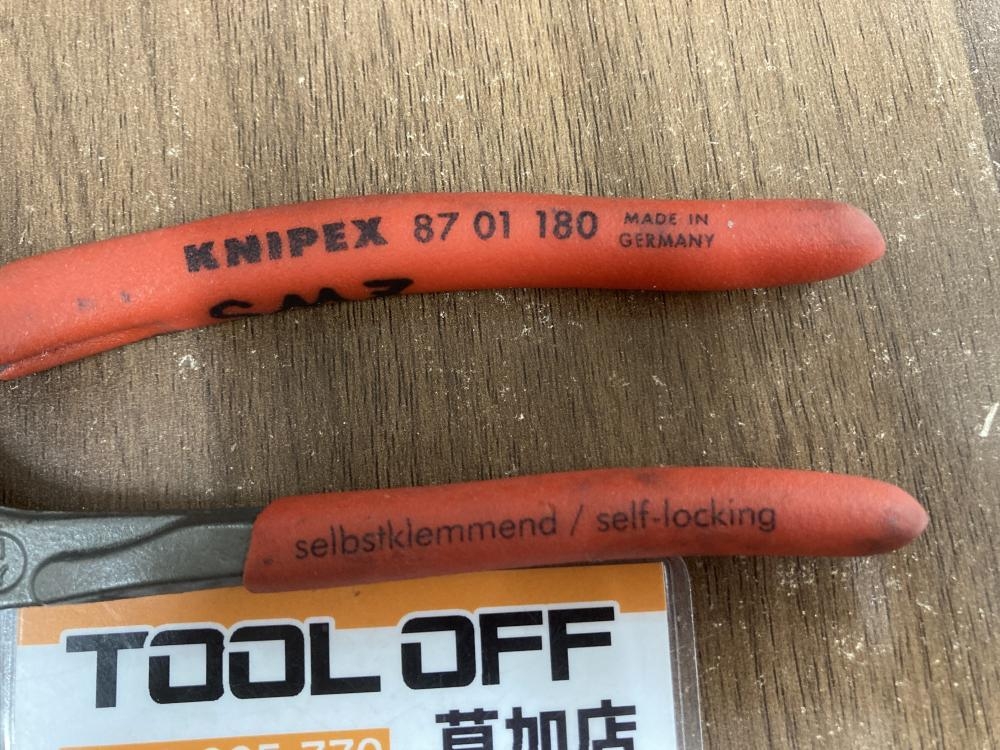 KNIPEX 87 01 180 MADE IN
GERMANY
selbstklemmend / self-locking
TOOL OFF
草加店